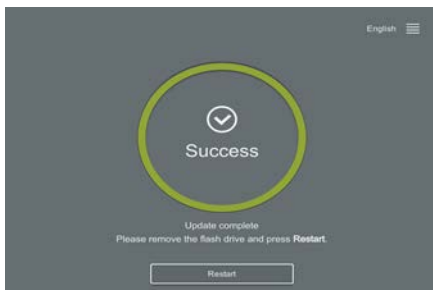 English
Success
Update complete
Please remove the flash drive and press Restart.
Restart